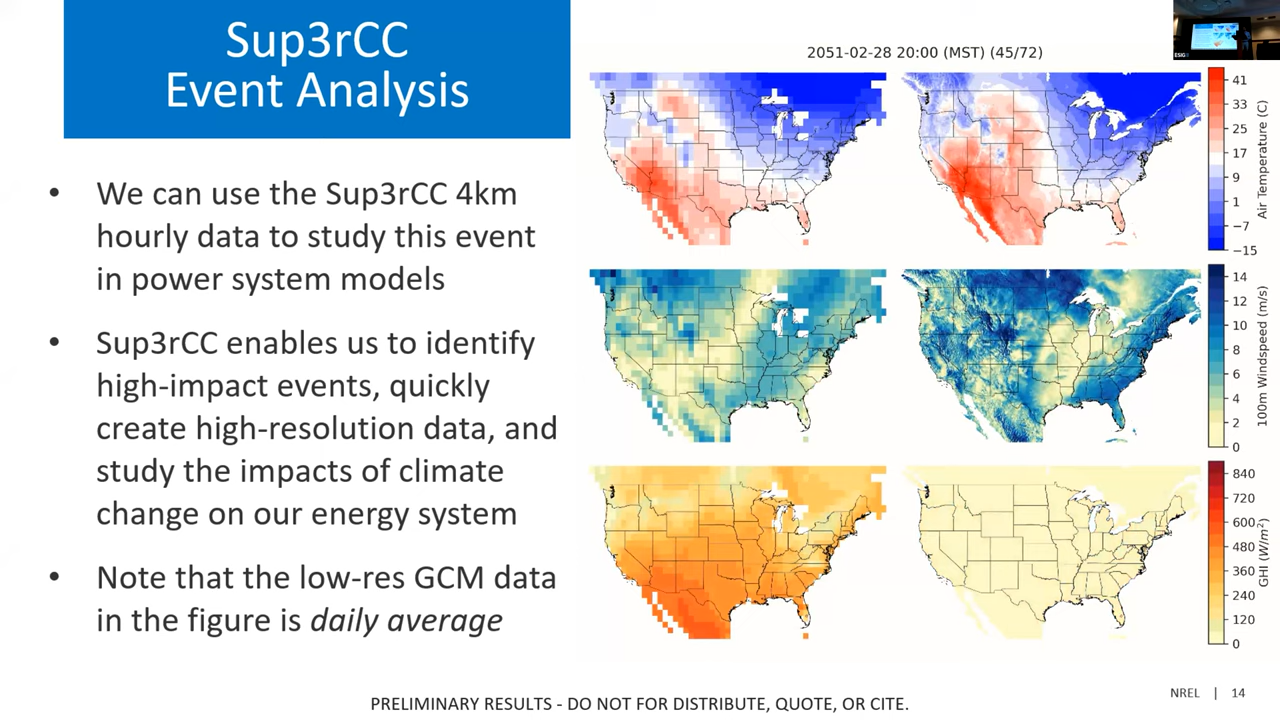 Sup3rCC
Event Analysis
• We can use the Sup3rCC 4km
hourly data to study this event
in power system models
• Sup3rCC enables us to identify
high-impact events, quickly
create high-resolution data, and
study the impacts of climate
change on our energy system
• Note that the low-res GCM data
in the figure is daily average
2051-02-28 20:00 (MST) (45/72)
41
33
25
17
9
1
−7
−15
Air Temperature (C)
14
12
10
8
6
4
2
0
100m Windspeed (m/s)
840
720
600
480
360
240
120
0
GHI (W/m²)
ESIG
PRELIMINARY RESULTS - DO NOT FOR DISTRIBUTE, QUOTE, OR CITE.
NREL | 14